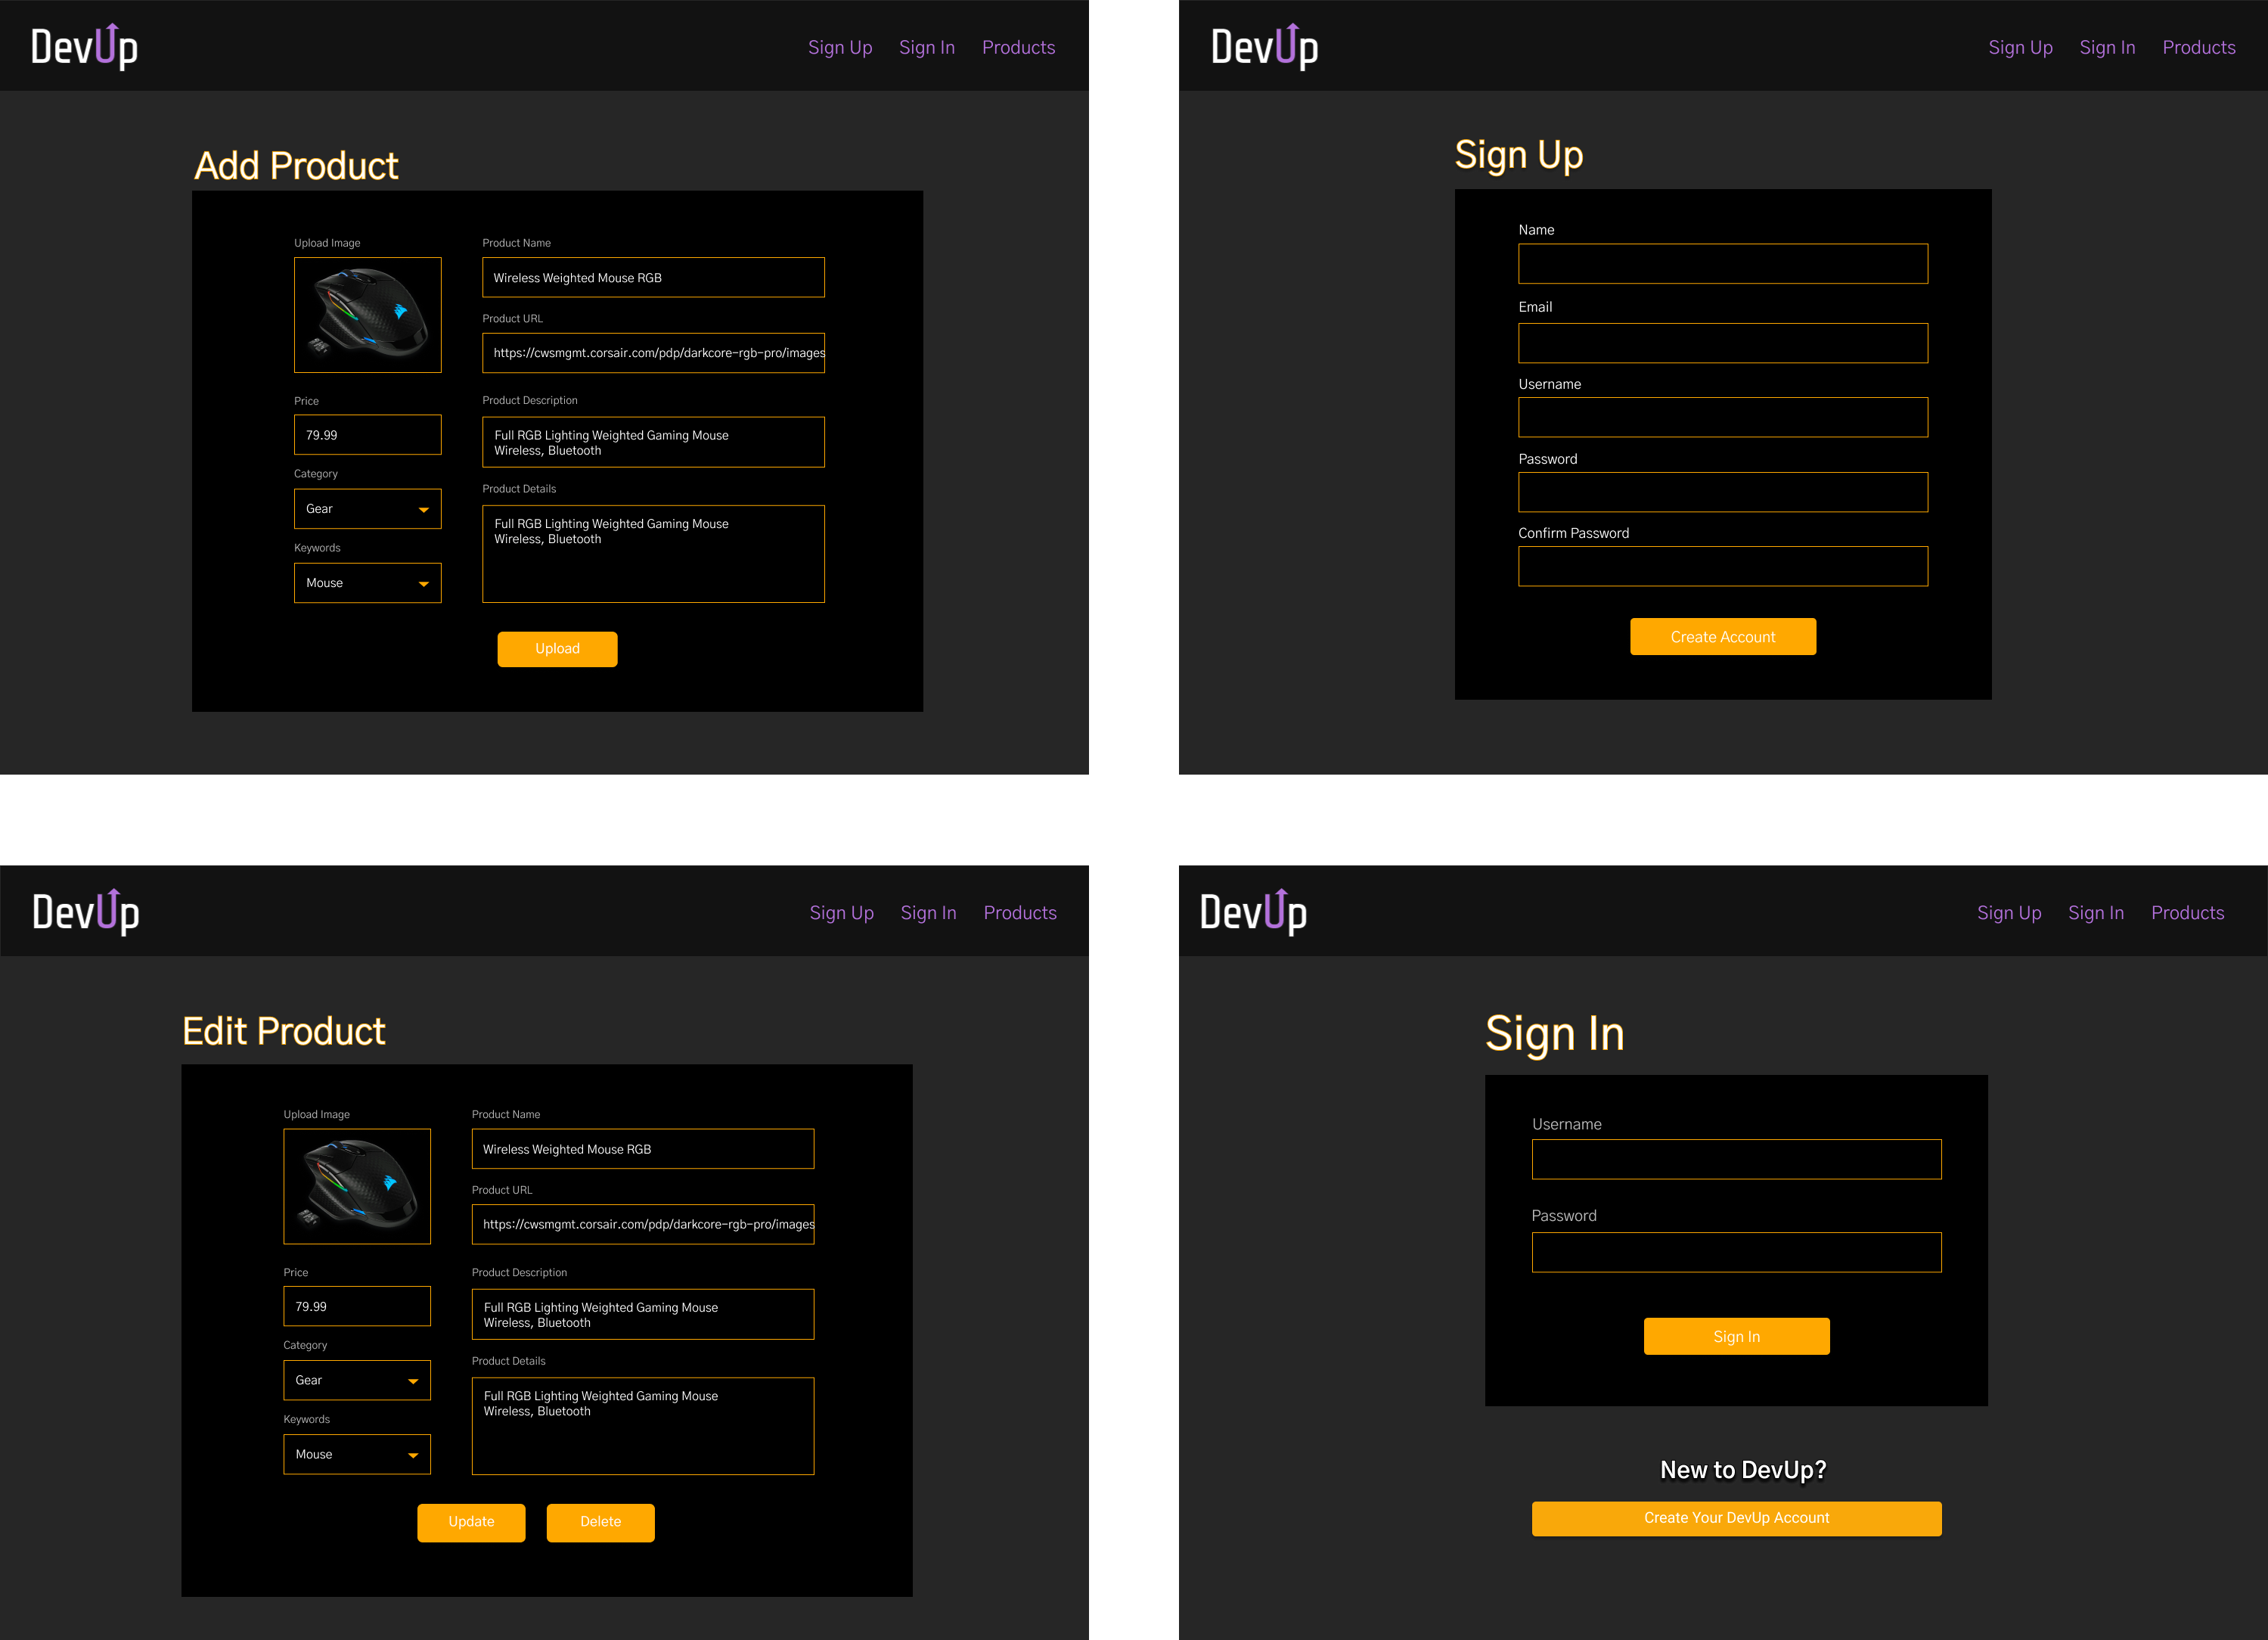 DevUp
Sign Up Sign In Products
Add Product
Upload Image
Price
79.99
Category
Gear
Keywords
Mouse
Product Name
Wireless Weighted Mouse RGB
Product URL
https://cwsmgmt.corsair.com/pdp/darkcore-rgb-pro/images
Product Description
Full RGB Lighting Weighted Gaming Mouse
Wireless, Bluetooth
Product Details
Full RGB Lighting Weighted Gaming Mouse
Wireless, Bluetooth
Upload
DevUp
Sign Up Sign In Products
Sign Up
Name
Email
Username
Password
Confirm Password
Create Account
DevUp
Sign Up Sign In Products
Edit Product
Upload Image
Price
79.99
Category
Gear
Keywords
Mouse
Product Name
Wireless Weighted Mouse RGB
Product URL
https://cwsmgmt.corsair.com/pdp/darkcore-rgb-pro/images
Product Description
Full RGB Lighting Weighted Gaming Mouse
Wireless, Bluetooth
Product Details
Full RGB Lighting Weighted Gaming Mouse
Wireless, Bluetooth
Update Delete
DevUp
Sign Up Sign In Products
Sign In
Username
Password
Sign In
New to DevUp?
Create Your DevUp Account